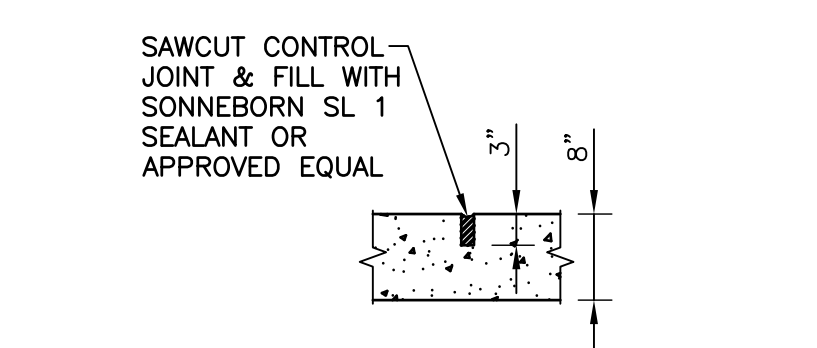 SAWCUT CONTROL
JOINT & FILL WITH
SONNEBORN SL 1
SEALANT OR
APPROVED EQUAL
3"
8"